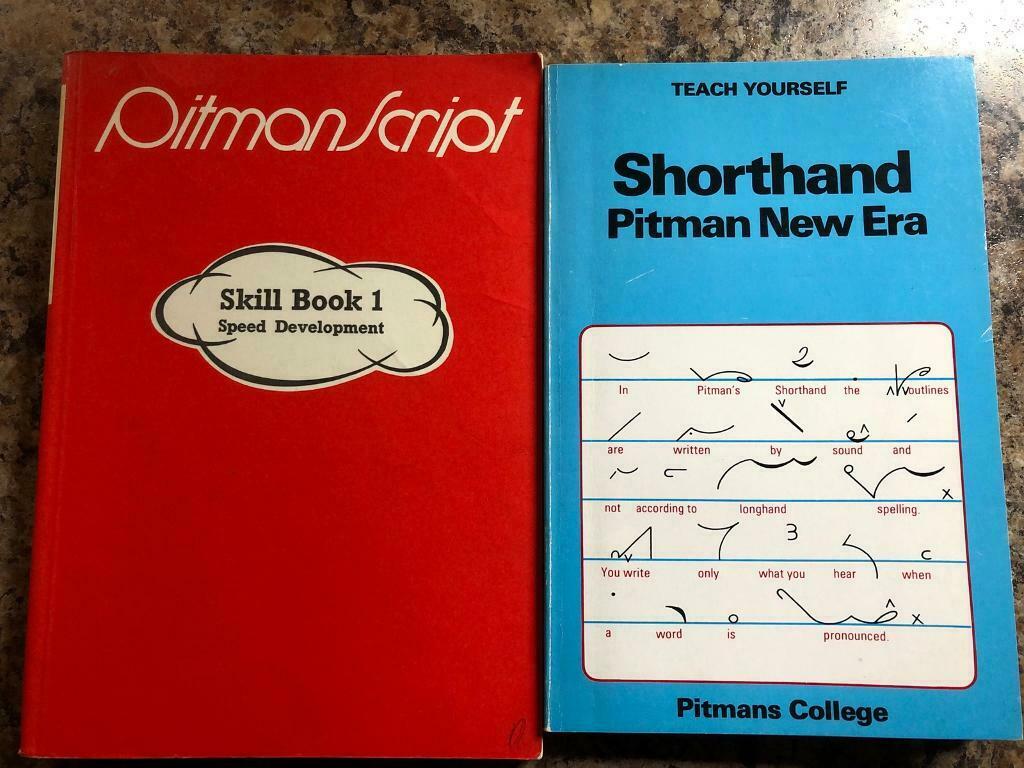 PitmanScript
Skill Book 1
Speed Development
TEACH YOURSELF
Shorthand
Pitman New Era
In Pitman's Shorthand the outlines
are written by sound and
not according to longhand spelling.
You write only what you hear when
a word is pronounced.
Pitmans College